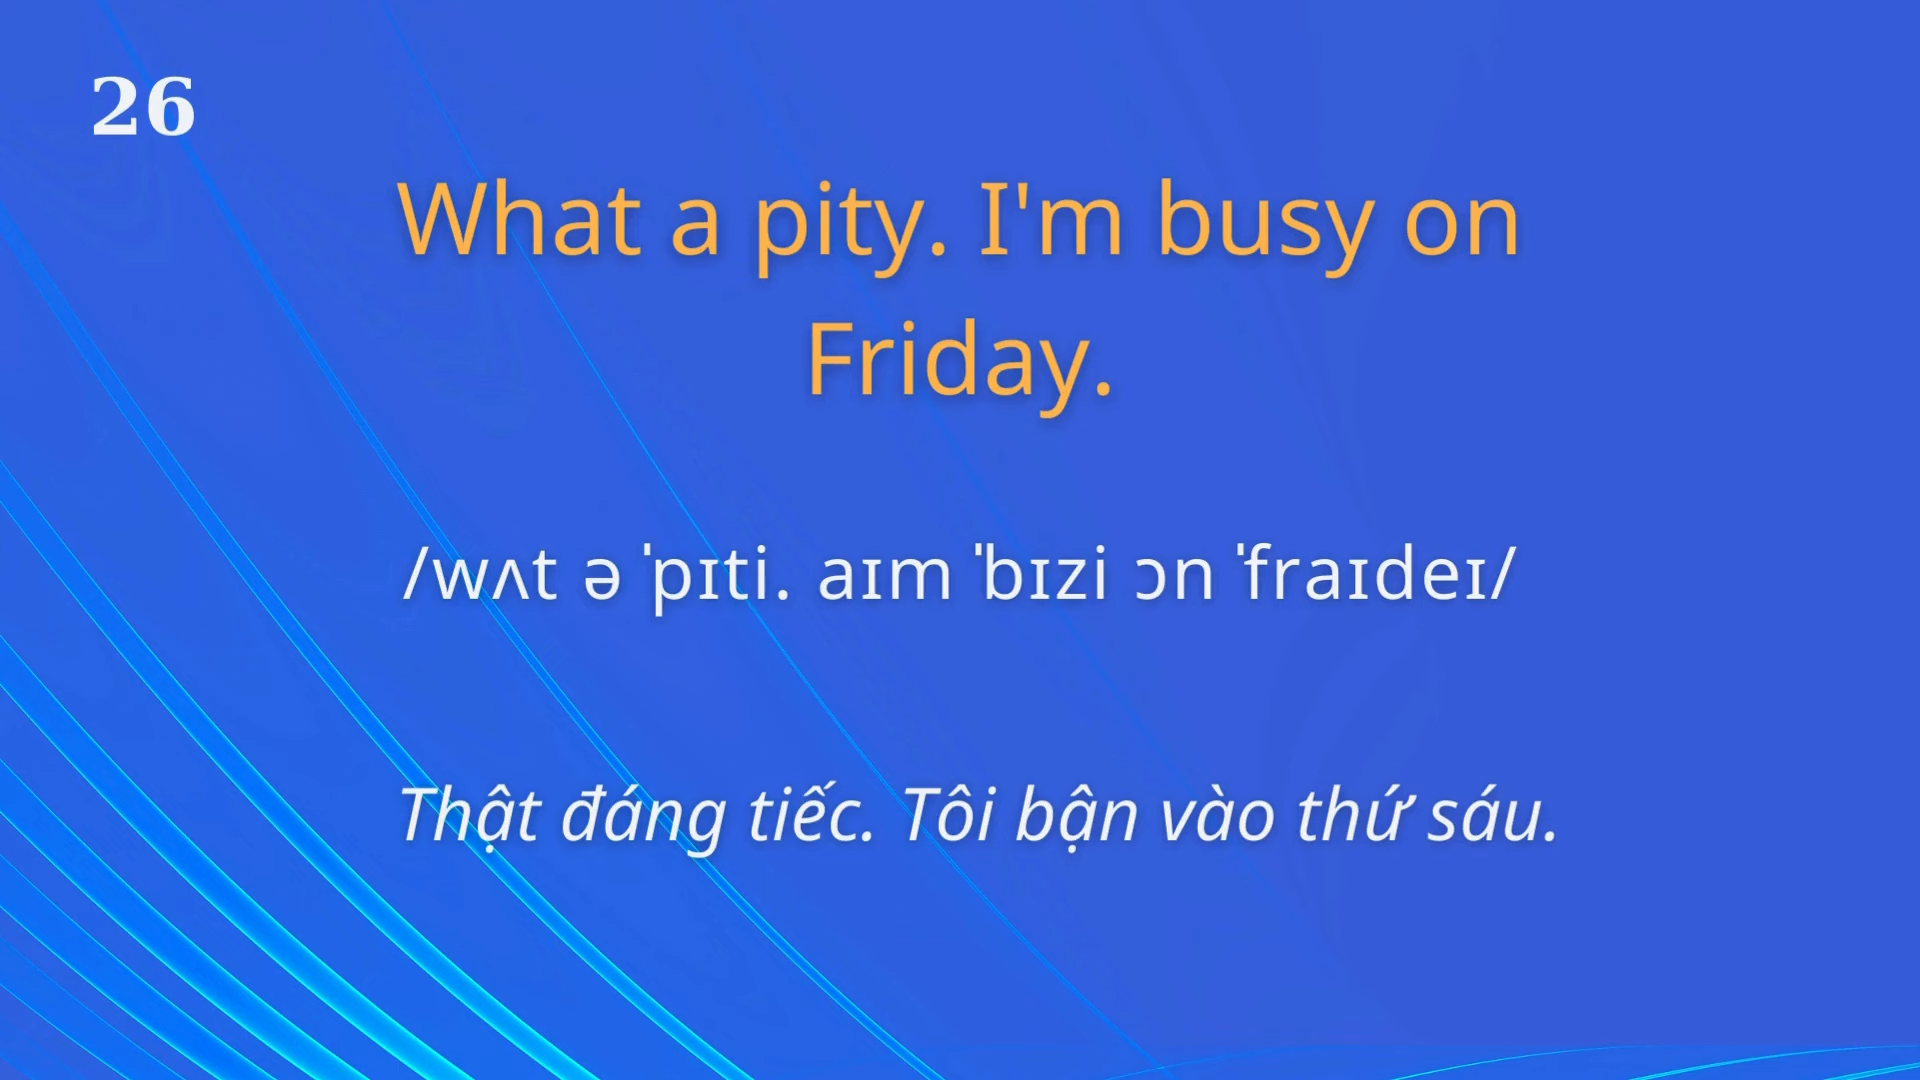 26
What a pity. I'm busy on
Friday.
/wʌt ə ˈpɪti. aɪm ˈbɪzi ɔn ˈfraɪdeɪ/
Thật đáng tiếc. Tôi bận vào thứ sáu.